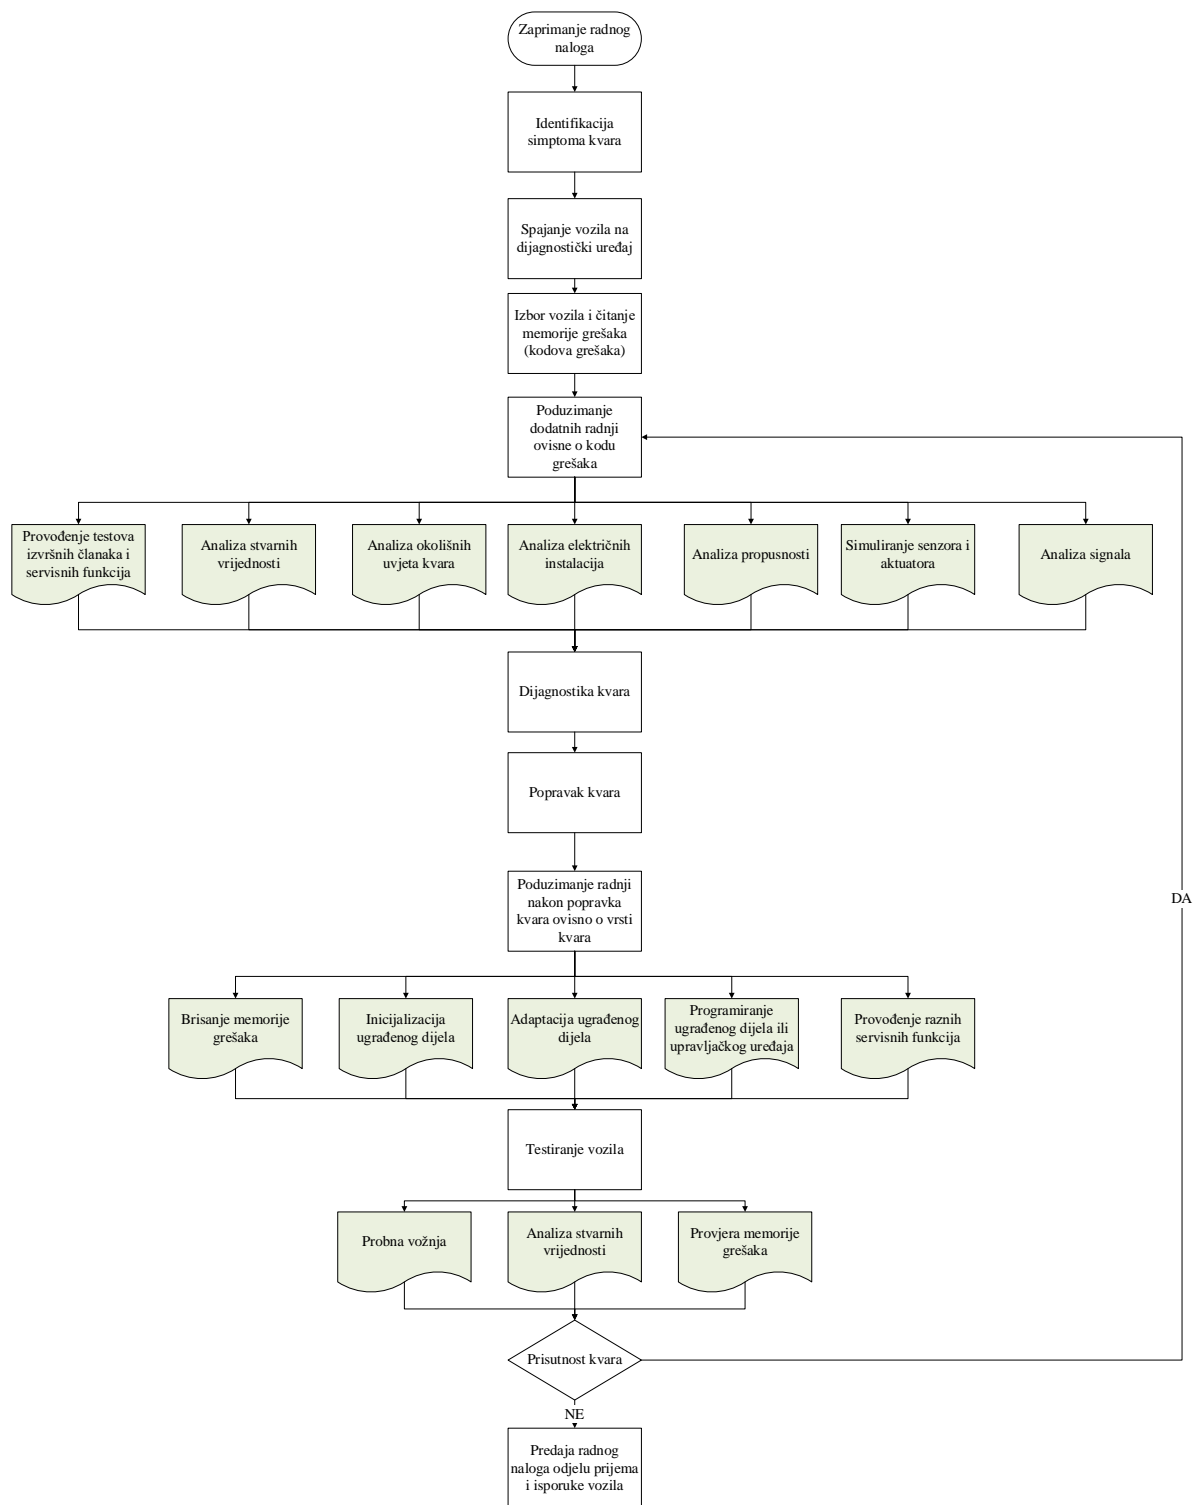 Zaprimanje radnog
naloga
Identifikacija
simptoma kvara
Spajanje vozila na
dijagnostički uređaj
Izbor vozila i čitanje
memorije grešaka
(kodova grešaka)
Poduzimanje
dodatnih radnji
ovisne o kodu
grešaka
Provođenje testova
izvršnih članaka i
servisnih funkcija
Analiza stvarnih
vrijednosti
Analiza okolišnih
uvjeta kvara
Analiza električnih
instalacija
Analiza propusnosti
Simuliranje senzora i
aktuatora
Analiza signala
Dijagnostika kvara
Popravak kvara
Poduzimanje radnji
nakon popravka
kvara ovisno o vrsti
kvara
DA
Brisanje memorije
grešaka
Inicijalizacija
ugrađenog dijela
Adaptacija ugrađenog
dijela
Programiranje
ugrađenog dijela ili
upravljačkog uređaja
Provođenje raznih
servisnih funkcija
Testiranje vozila
Probna vožnja
Analiza stvarnih
vrijednosti
Provjera memorije
grešaka
Prisutnost kvara
NE
Predaja radnog
naloga odjelu prijema
i isporuke vozila